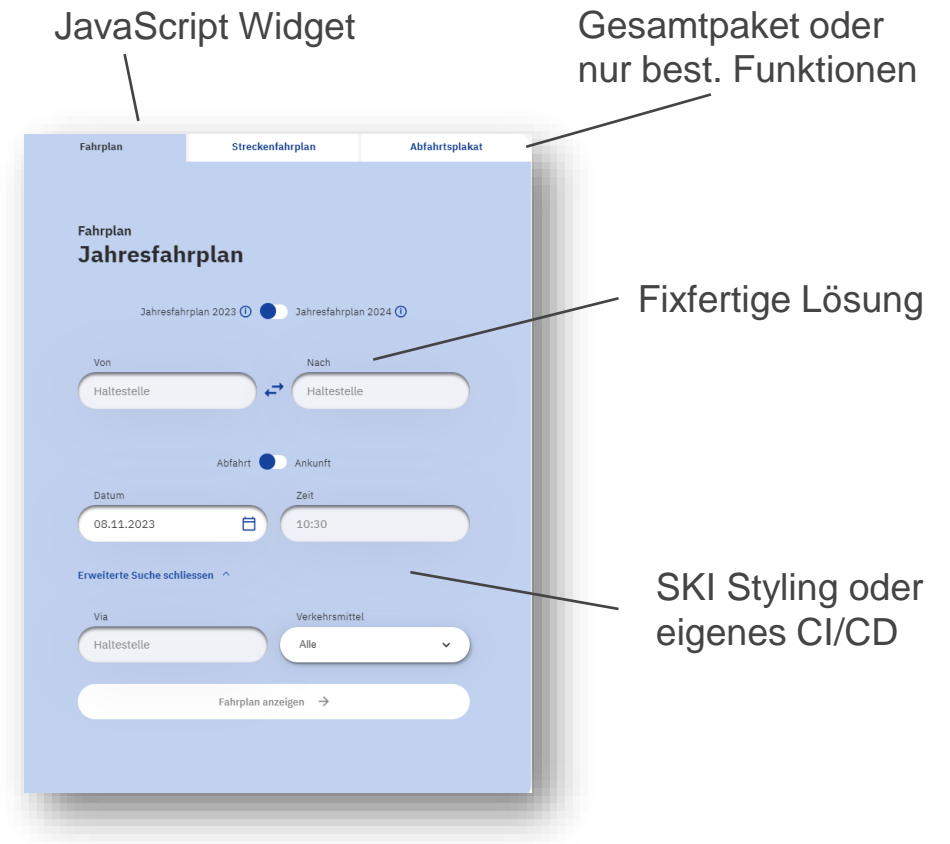 JavaScript Widget
Gesamtpaket oder
nur best. Funktionen
Fahrplan
Streckenfahrplan
Abfahrtsplakat
Fahrplan
Jahresfahrplan
Jahresfahrplan 2023
Jahresfahrplan 2024
Fixfertige Lösung
Von
Nach
Haltestelle
Haltestelle
Abfahrt
Ankunft
Datum
Zeit
08.11.2023
10:30
Erweiterte Suche schliessen
SKI Styling oder
eigenes CI/CD
Via
Verkehrsmittel
Haltestelle
Alle
Fahrplan anzeigen